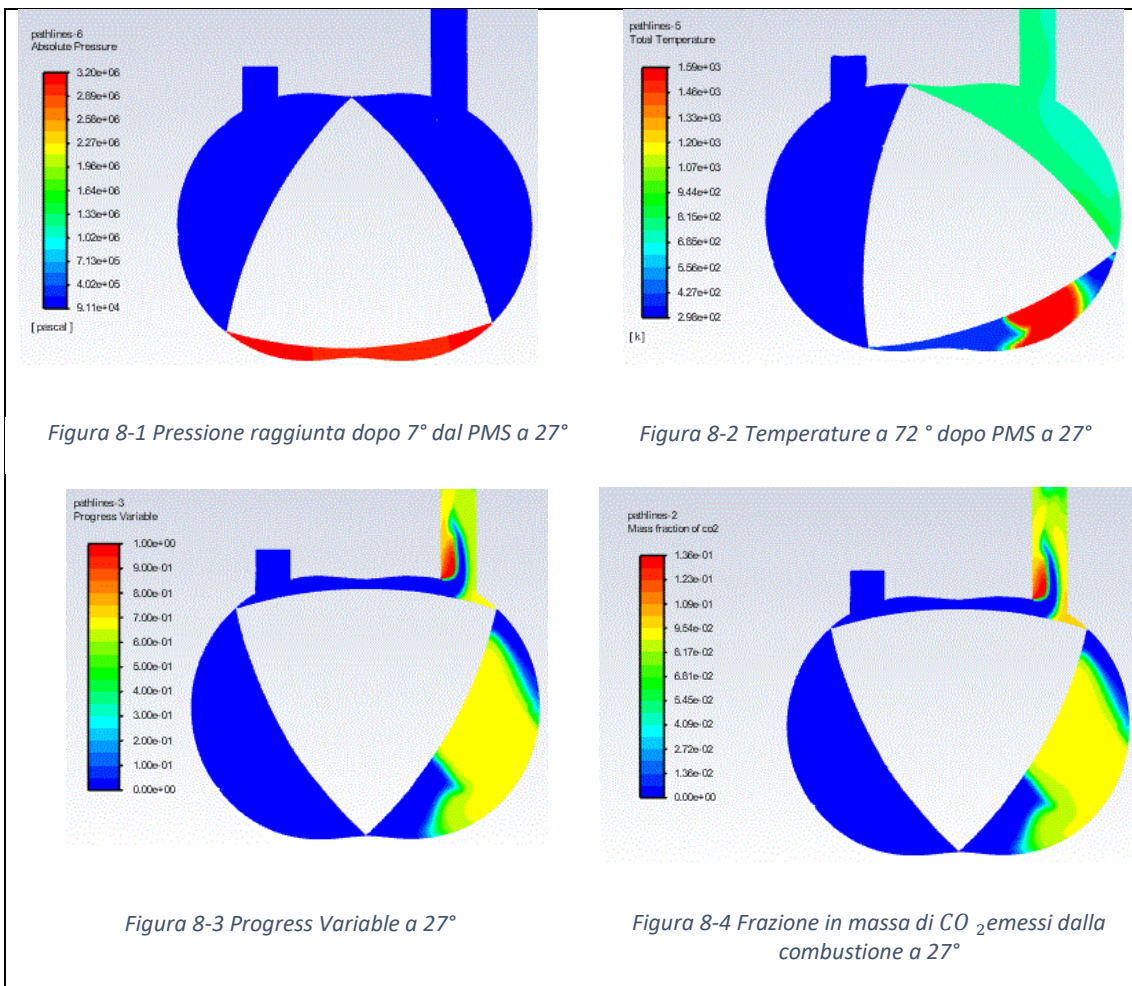 pathlines-6
Absolute Pressure
3.20e+06
2.89e+06
2.58e+06
2.27e+06
1.96e+06
1.64e+06
1.33e+06
1.02e+06
7.13e+05
4.02e+05
9.11e+04
[ pascal ]
pathlines-5
Total Temperature
1.59e+03
1.46e+03
1.33e+03
1.20e+03
1.07e+03
9.44e+02
8.15e+02
6.85e+02
5.56e+02
4.27e+02
2.98e+02
[ k ]
Figura 8-1 Pressione raggiunta dopo 7° dal PMS a 27°
Figura 8-2 Temperature a 72 ° dopo PMS a 27°
pathlines-3
Progress Variable
1.00e+00
9.00e-01
8.00e-01
7.00e-01
6.00e-01
5.00e-01
4.00e-01
3.00e-01
2.00e-01
1.00e-01
0.00e+00
pathlines-2
Mass fraction of co2
1.36e-01
1.23e-01
1.09e-01
9.54e-02
8.17e-02
6.81e-02
5.45e-02
4.09e-02
2.72e-02
1.36e-02
0.00e+00
Figura 8-3 Progress Variable a 27°
Figura 8-4 Frazione in massa di CO ₂emessi dalla
combustione a 27°